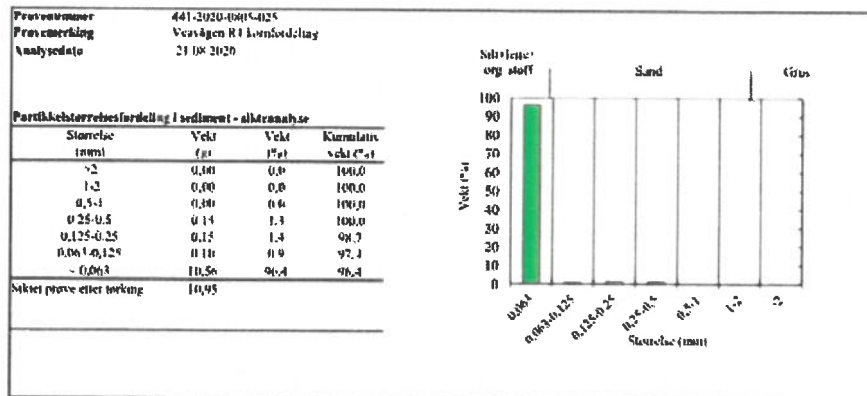 Prøvenummer 441-2020-0805-025
Prøvemerking Veavågen R1 kornfordeling
Analysedato 21.08.2020
Partikkelstørrelsesfordeling i sediment - sikteanalyse
Størrelse Vekt Vekt Kumulativ
(mm) (g) (%) vekt (%)
>2 0,00 0,0 100,0
1-2 0,00 0,0 100,0
0,5-1 0,00 0,0 100,0
0,25-0,5 0,14 1,3 100,0
0,125-0,25 0,15 1,4 98,7
0,063-0,125 0,10 0,9 97,4
< 0,063 10,56 96,4 96,4
Siktet prøve etter tørking 10,95
Silt/leire/
org. stoff Sand Grus
Vekt (%)
100
90
80
70
60
50
40
30
20
10
0
0,063 0,063-0,125 0,125-0,25 0,25-0,5 0,5-1 1-2 >2
Størrelse (mm)